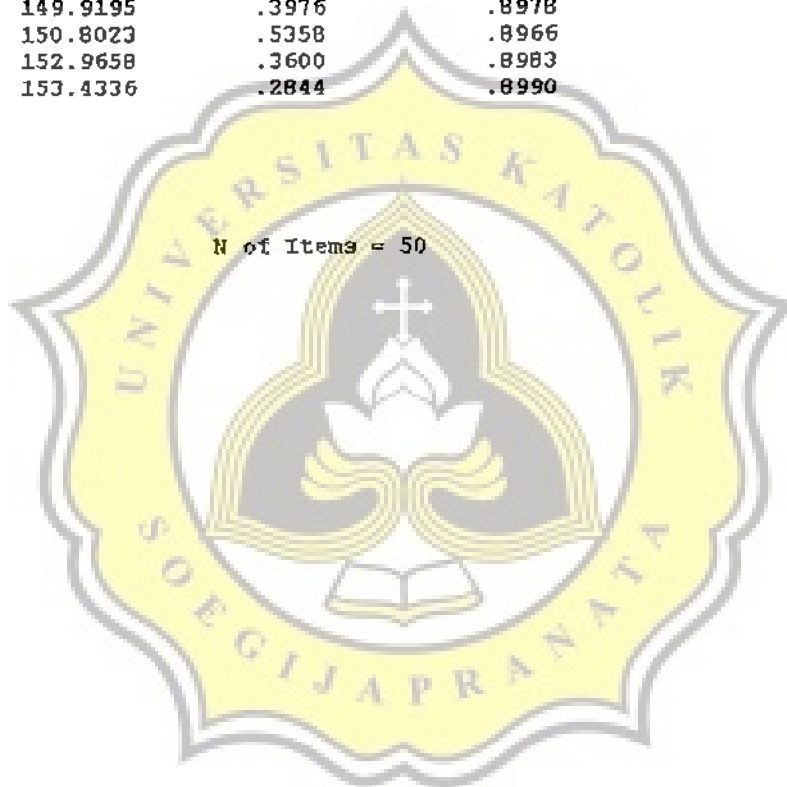 149.9195 .3976 .8978
150.8023 .5358 .8966
152.9658 .3600 .8983
153.4336 .2844 .8990
N of Items = 50
UNIVERSITAS KATOLIK
SOEGIJAPRANATA